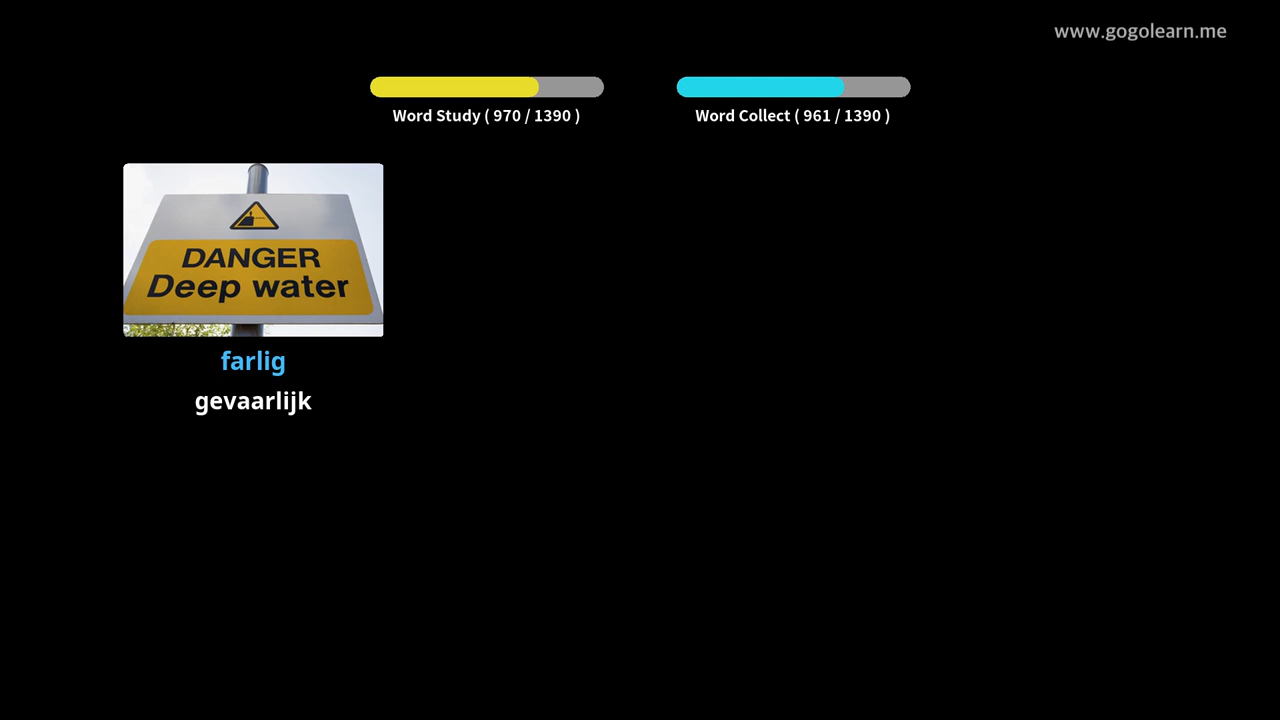 www.gogolearn.me
Word Study ( 970 / 1390 )
Word Collect ( 961 / 1390 )
DANGER
Deep water
farlig
gevaarlijk